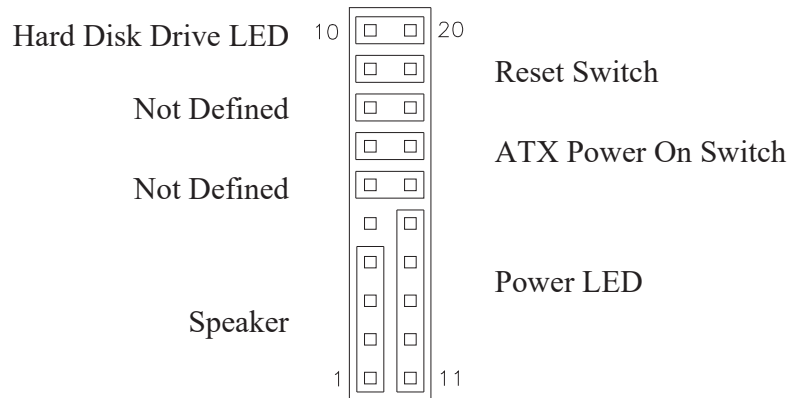 Hard Disk Drive LED
10
20
Reset Switch
Not Defined
ATX Power On Switch
Not Defined
Power LED
Speaker
1
11